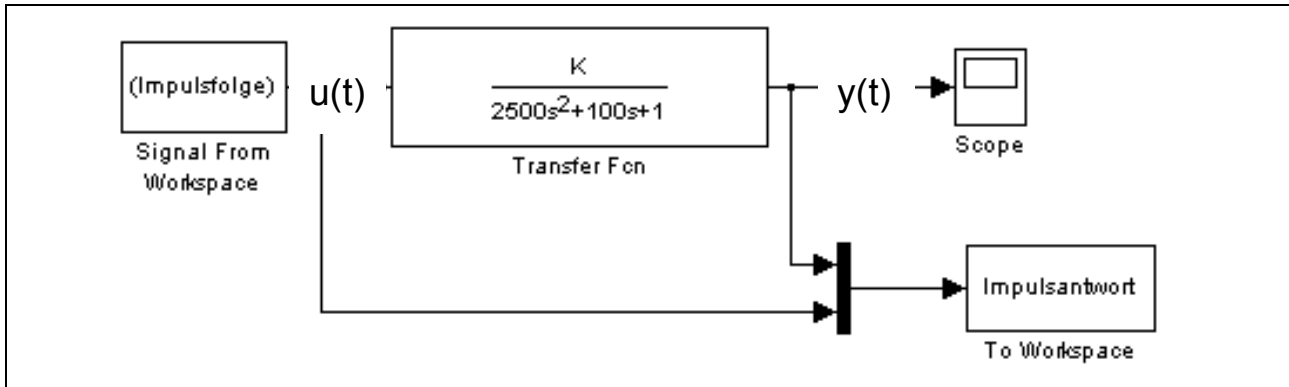 (Impulsfolge)
Signal From
Workspace
u(t)
K
2500s²+100s+1
Transfer Fcn
y(t)
Scope
Impulsantwort
To Workspace